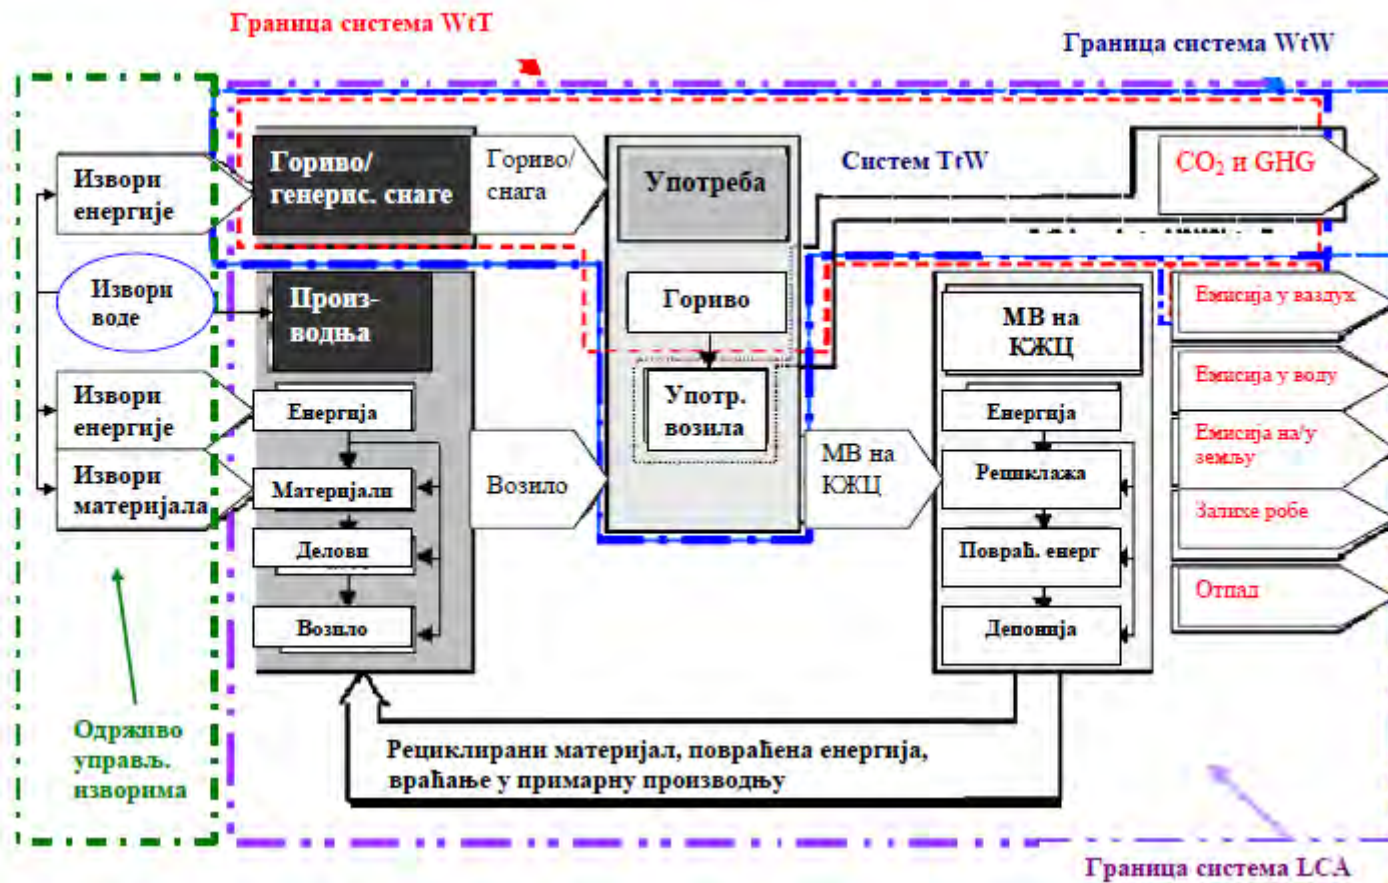 Граница система WtT
Граница система WtW
Извори
енергије
Гориво/
генерис. снаге
Гориво/
снага
Употреба
Систем TtW
CO₂ и GHG
Извори
воде
Произ-
водња
Гориво
МВ на
КЖЦ
Емисија у ваздух
Извори
енергије
Енергија
Употр.
возила
Енергија
Емисија у воду
Извори
материјала
Материјали
Возило
МВ на
КЖЦ
Рециклажа
Емисија на/у
земљу
Делови
Повраћ. енерг
Залихе робе
Возило
Депонија
Отпад
Одрживо
управљ.
изворима
Рециклирани материјал, повраћена енергија,
враћање у примарну производњу
Граница система LCA